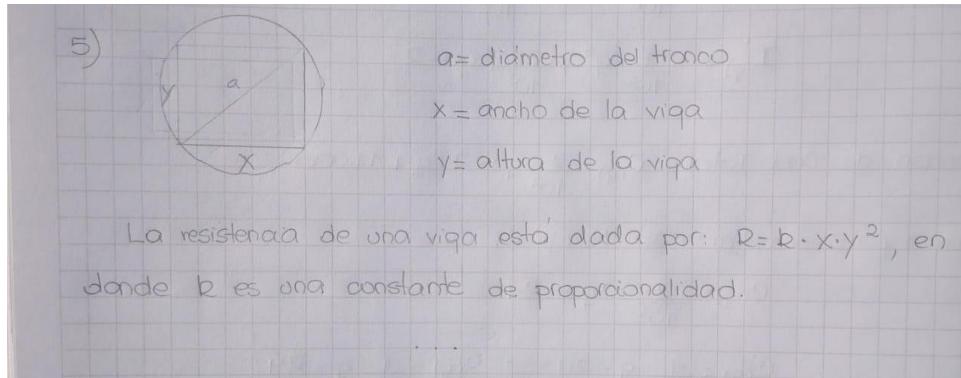 5)
a
y
x
a= diámetro del tronco
x = ancho de la viga
y= altura de la viga
La resistencia de una viga está dada por: R=k·x·y², en
donde k es una constante de proporcionalidad.
...